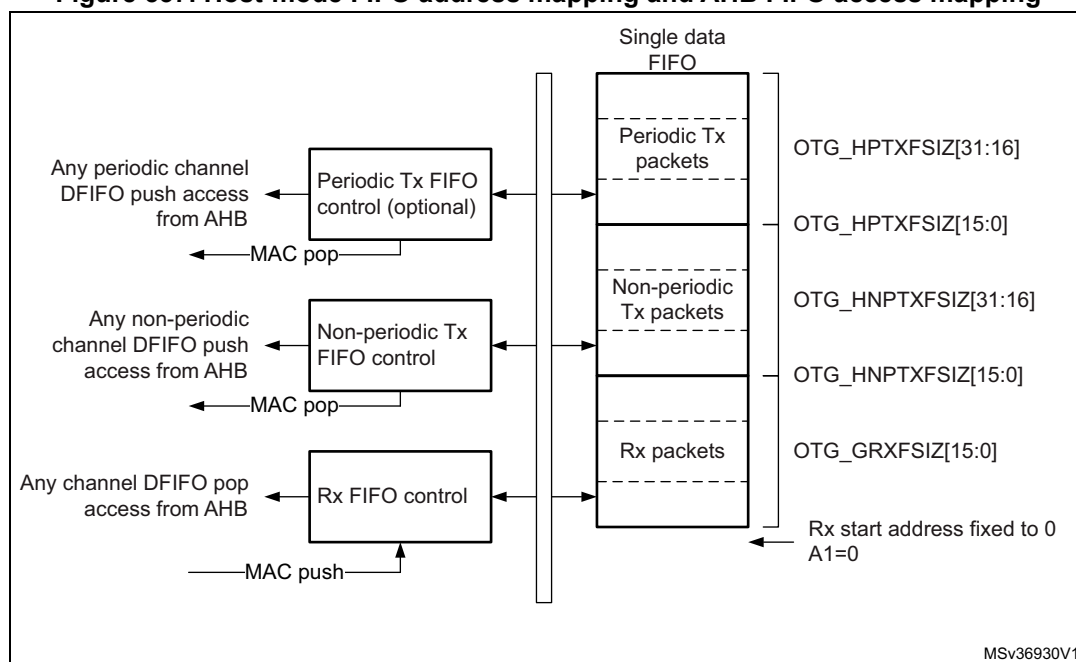 Host-mode FIFO address mapping and AHB FIFO access mapping
Single data
FIFO
Periodic Tx
packets
OTG_HPTXFSIZ[31:16]
Any periodic channel
DFIFO push access
from AHB
Periodic Tx FIFO
control (optional)
MAC pop
OTG_HPTXFSIZ[15:0]
Non-periodic
Tx packets
OTG_HNPTXFSIZ[31:16]
Any non-periodic
channel DFIFO push
access from AHB
Non-periodic Tx
FIFO control
MAC pop
OTG_HNPTXFSIZ[15:0]
Rx packets
OTG_GRXFSIZ[15:0]
Any channel DFIFO pop
access from AHB
Rx FIFO control
MAC push
Rx start address fixed to 0
A1=0
MSv36930V1